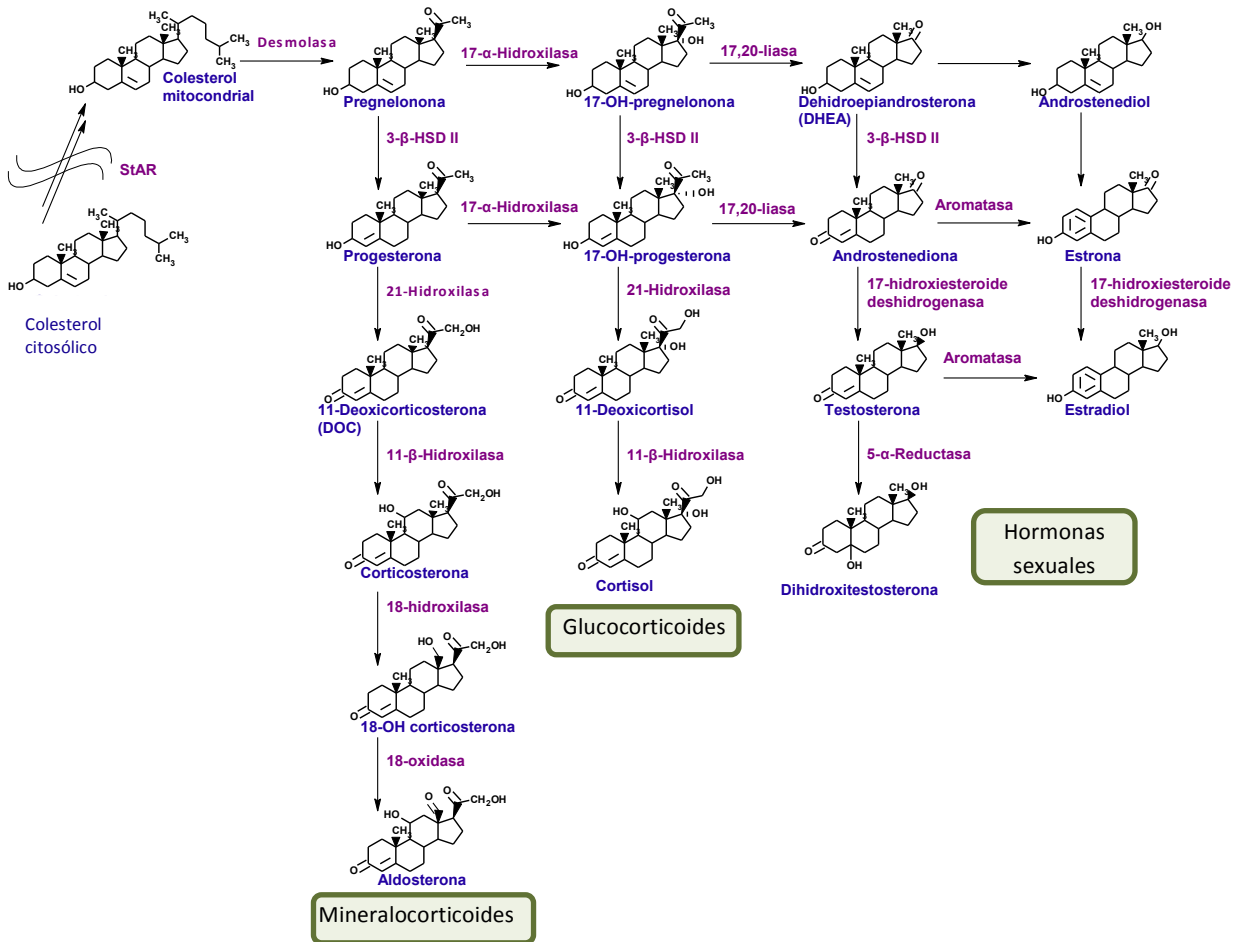 Desmolasa
Colesterol
mitocondrial
Pregnelonona
17-α-Hidroxilasa
17-OH-pregnelonona
17,20-liasa
Dehidroepiandrosterona
(DHEA)
Androstenediol
StAR
Colesterol
citosólico
3-β-HSD II
3-β-HSD II
3-β-HSD II
Progesterona
17-α-Hidroxilasa
17-OH-progesterona
17,20-liasa
Androstenediona
Aromatasa
Estrona
21-Hidroxilasa
21-Hidroxilasa
17-hidroxiesteroide
deshidrogenasa
17-hidroxiesteroide
deshidrogenasa
11-Deoxicorticosterona
(DOC)
11-Deoxicortisol
Testosterona
Aromatasa
Estradiol
11-β-Hidroxilasa
11-β-Hidroxilasa
5-α-Reductasa
Corticosterona
Cortisol
Dihidroxitestosterona
Hormonas
sexuales
Glucocorticoides
18-hidroxilasa
18-OH corticosterona
18-oxidasa
Aldosterona
Mineralocorticoides